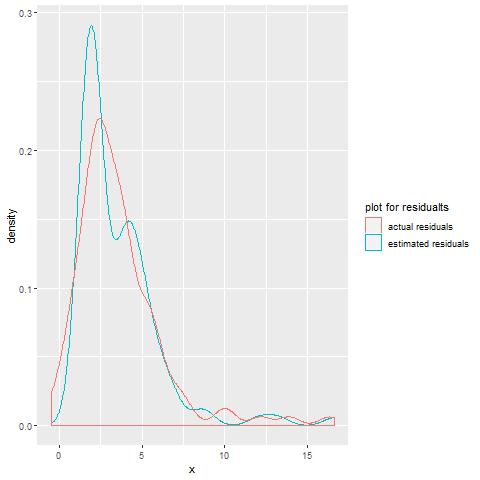 0.3
0.2
0.1
0.0
density
0
5
10
15
x
plot for residualts
actual residuals
estimated residuals